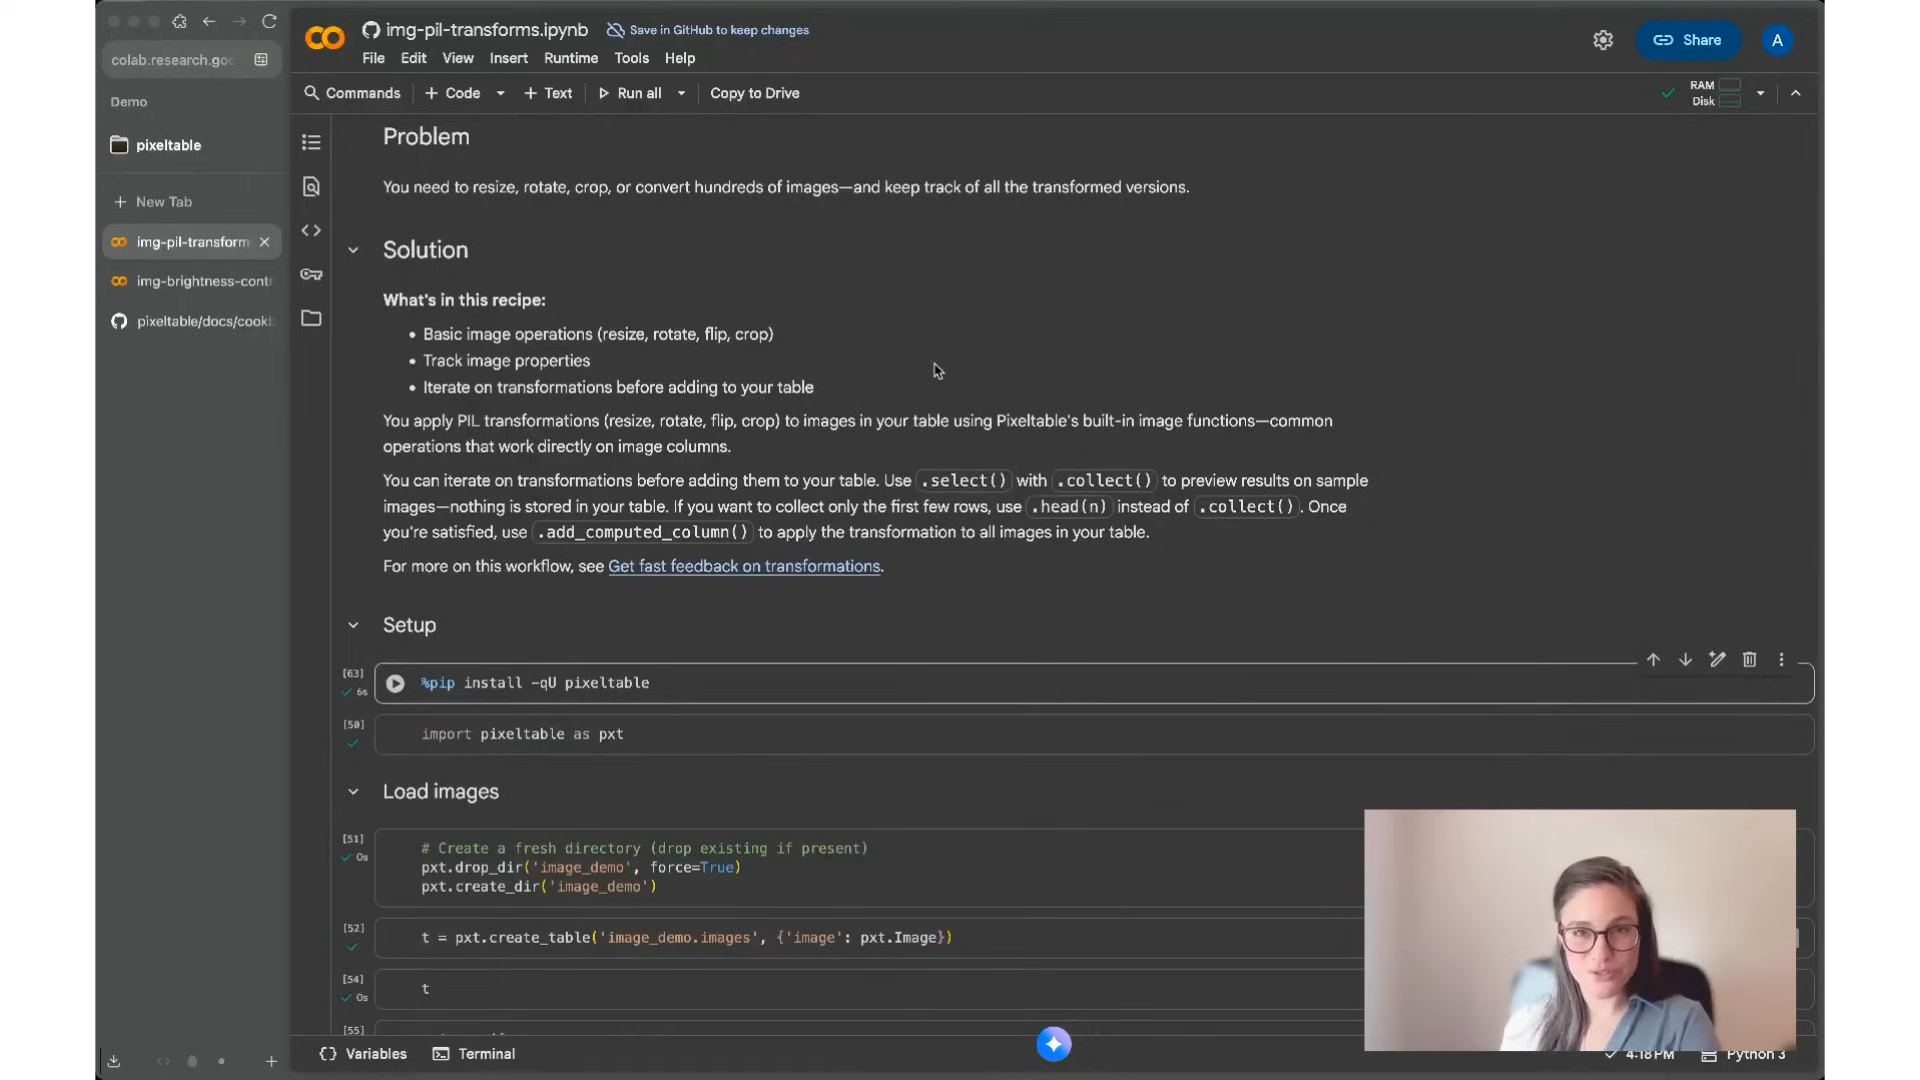 img-pil-transforms.ipynb
Save in GitHub to keep changes
Share
A
File Edit View Insert Runtime Tools Help
colab.research.goo
Demo
pixeltable
New Tab
img-pil-transform
img-brightness-contr
pixeltable/docs/cookb
Commands + Code + Text Run all Copy to Drive
RAM
Disk
Problem
You need to resize, rotate, crop, or convert hundreds of images—and keep track of all the transformed versions.
Solution
What's in this recipe:
• Basic image operations (resize, rotate, flip, crop)
• Track image properties
• Iterate on transformations before adding to your table
You apply PIL transformations (resize, rotate, flip, crop) to images in your table using Pixeltable's built-in image functions—common
operations that work directly on image columns.
You can iterate on transformations before adding them to your table. Use .select() with .collect() to preview results on sample
images—nothing is stored in your table. If you want to collect only the first few rows, use .head(n) instead of .collect(). Once
you're satisfied, use .add_computed_column() to apply the transformation to all images in your table.
For more on this workflow, see Get fast feedback on transformations.
Setup
[63]
6s
%pip install -qU pixeltable
[50]
import pixeltable as pxt
Load images
[51]
0s
# Create a fresh directory (drop existing if present)
pxt.drop_dir('image_demo', force=True)
pxt.create_dir('image_demo')
[52]
t = pxt.create_table('image_demo.images', {'image': pxt.Image})
[54]
0s
t
[55]
Variables
Terminal
4:18 PM
Python 3